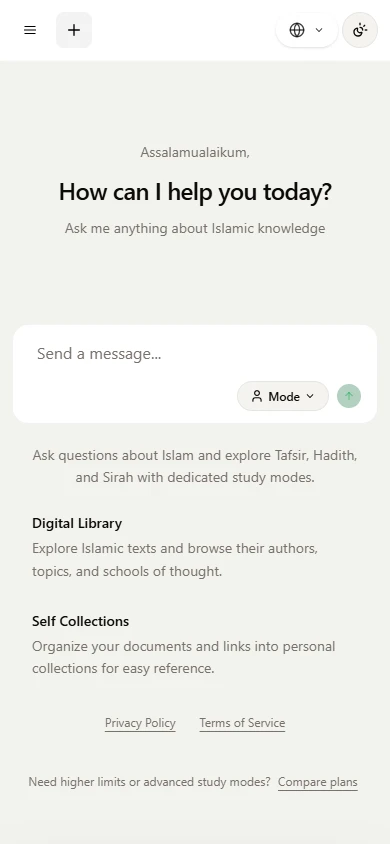 Assalamualaikum,
How can I help you today?
Ask me anything about Islamic knowledge
Send a message...
Mode
Ask questions about Islam and explore Tafsir, Hadith,
and Sirah with dedicated study modes.
Digital Library
Explore Islamic texts and browse their authors,
topics, and schools of thought.
Self Collections
Organize your documents and links into personal
collections for easy reference.
Privacy Policy Terms of Service
Need higher limits or advanced study modes? Compare plans